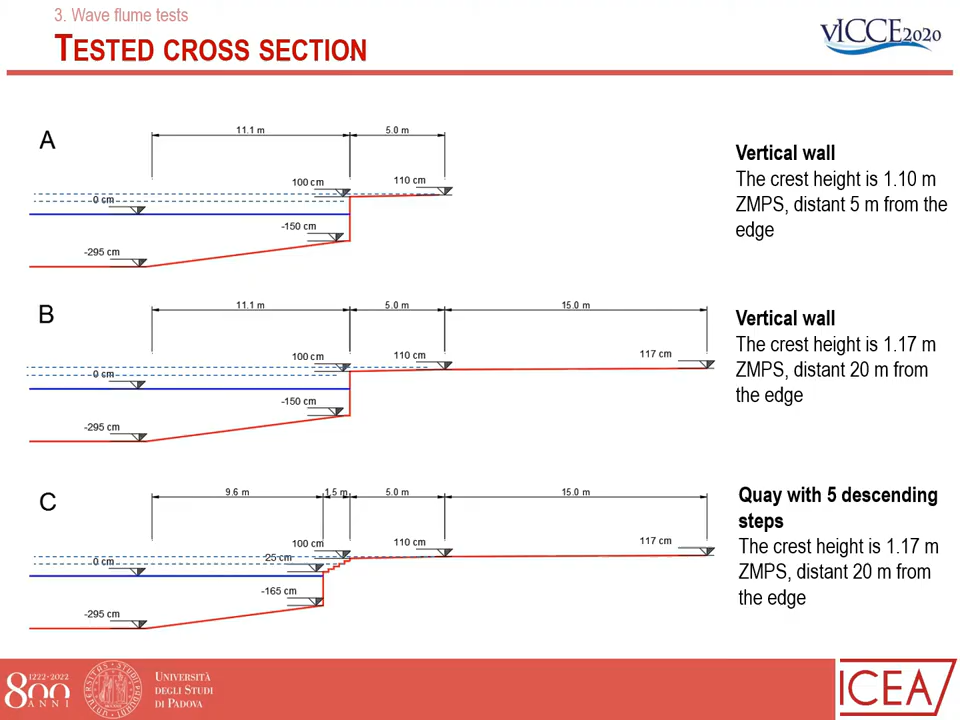 3. Wave flume tests
TESTED CROSS SECTION
vICCE2020
A
11.1 m
5.0 m
100 cm
110 cm
0 cm
-150 cm
-295 cm
Vertical wall
The crest height is 1.10 m
ZMPS, distant 5 m from the
edge
B
11.1 m
5.0 m
15.0 m
100 cm
110 cm
117 cm
0 cm
-150 cm
-295 cm
Vertical wall
The crest height is 1.17 m
ZMPS, distant 20 m from
the edge
C
9.6 m
1.5 m
5.0 m
15.0 m
100 cm
110 cm
117 cm
25 cm
0 cm
-165 cm
-295 cm
Quay with 5 descending
steps
The crest height is 1.17 m
ZMPS, distant 20 m from
the edge
1222-2022
800
ANNI
UNIVERSITÀ
DEGLI STUDI
DI PADOVA
ICEA